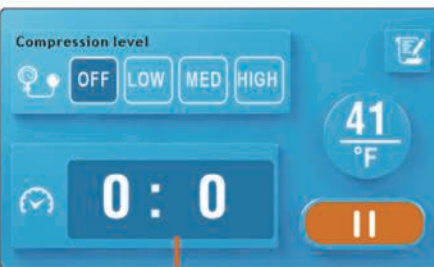 Compression level
OFF LOW MED HIGH
41
°F
0 : 0